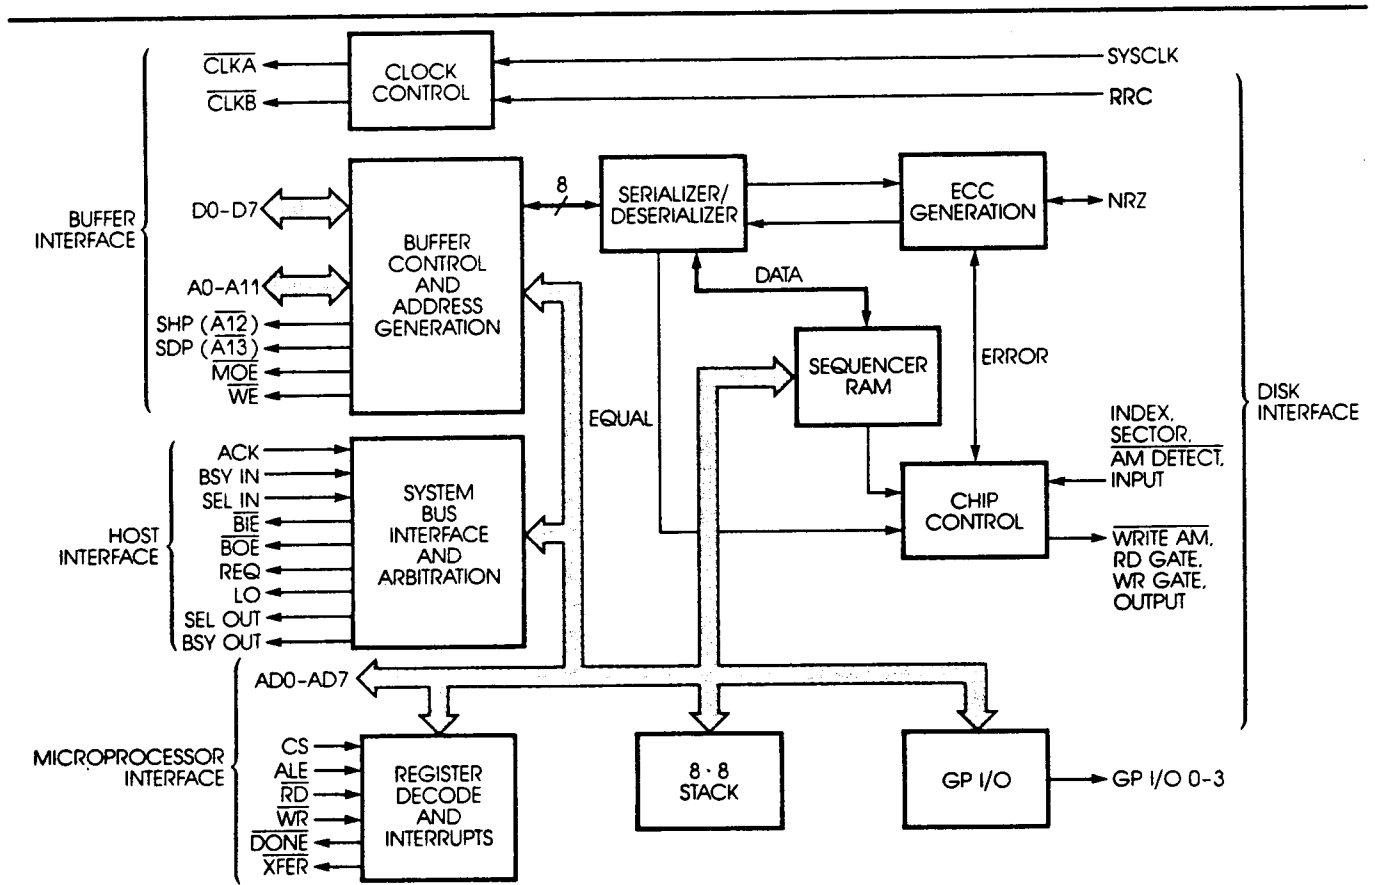 CLKA
CLKB
CLOCK
CONTROL
SYSCLK
RRC
BUFFER
INTERFACE
D0-D7
A0-A11
SHP (A12)
SDP (A13)
MOE
WE
BUFFER
CONTROL
AND
ADDRESS
GENERATION
8
SERIALIZER/
DESERIALIZER
ECC
GENERATION
NRZ
DATA
SEQUENCER
RAM
ERROR
EQUAL
DISK
INTERFACE
INDEX,
SECTOR,
AM DETECT,
INPUT
CHIP
CONTROL
WRITE AM,
RD GATE,
WR GATE,
OUTPUT
HOST
INTERFACE
ACK
BSY IN
SEL IN
BIE
BOE
REQ
LO
SEL OUT
BSY OUT
SYSTEM
BUS
INTERFACE
AND
ARBITRATION
MICROPROCESSOR
INTERFACE
AD0-AD7
CS
ALE
RD
WR
DONE
XFER
REGISTER
DECODE
AND
INTERRUPTS
8 · 8
STACK
GP I/O
GP I/O 0-3